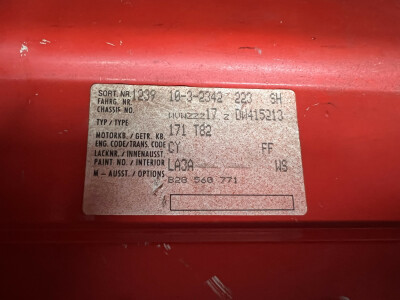 SORT. NR. 1239 10-3-2342 223 SH
FAHRG. NR.
CHASSIS-NO. WVWZZZ17 Z DW415213
TYP / TYPE 171 T82
MOTORKB. / GETR. KB.
ENG. CODE / TRANS. CODE CY FF
LACKNR. / INNENAUSST.
PAINT NO. / INTERIOR LA3A WS
M - AUSST. / OPTIONS B28 560 771